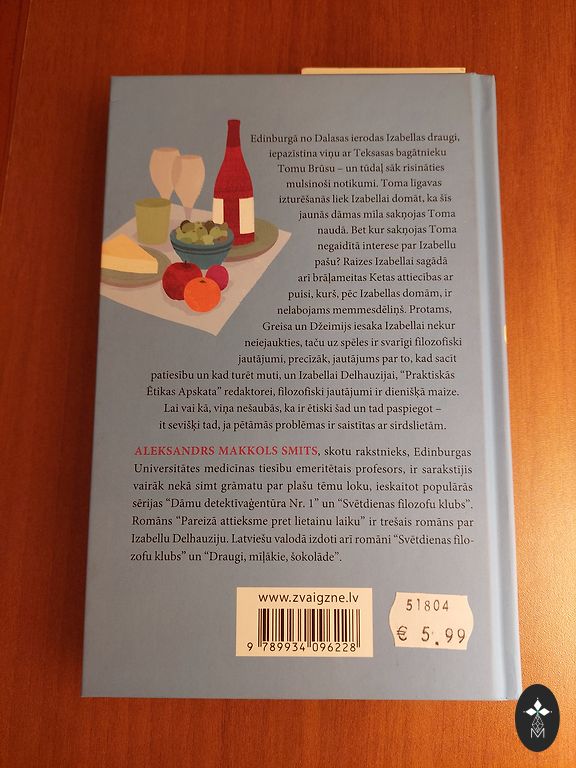 Edinburgā no Dalasas ierodas Izabellas draugi,
iepazīstina viņu ar Teksasas bagātnieku
Tomu Brūsu – un tūdaļ sāk risināties
mulsinoši notikumi. Toma līgavas
izturēšanās liek Izabellai domāt, ka šīs
jaunās dāmas mīla sakņojas Toma
naudā. Bet kur sakņojas Toma
negaidītā interese par Izabellu
pašu? Raizes Izabellai sagādā
arī brāļameitas Ketas attiecības ar
puisi, kurš, pēc Izabellas domām, ir
nelabojams memmesdēliņš. Protams,
Greisa un Džeimijs iesaka Izabellai nekur
neiejaukties, taču uz spēles ir svarīgi filozofiski
jautājumi, precīzāk, jautājums par to, kad sacīt
patiesību un kad turēt muti, un Izabellai Delhauzijai, “Praktiskās
Ētikas Apskata” redaktorei, filozofiski jautājumi ir dienišķā maize.
Lai vai kā, viņa nešaubās, ka ir ētiski šad un tad paspiegot –
it sevišķi tad, ja pētāmās problēmas ir saistītas ar sirdslietām.
ALEKSANDRS MAKKOLS SMITS, skotu rakstnieks, Edinburgas
Universitātes medicīnas tiesību emeritētais profesors, ir sarakstījis
vairāk nekā simt grāmatu par plašu tēmu loku, ieskaitot populārās
sērijas “Dāmu detektīvaģentūra Nr. 1” un “Svētdienas filozofu klubs”.
Romāns “Pareizā attieksme pret lietainu laiku” ir trešais romāns par
Izabellu Delhauziju. Latviešu valodā izdoti arī romāni “Svētdienas filo-
zofu klubs” un “Draugi, mīļākie, šokolāde”.
www.zvaigzne.lv
9 789934 096228
51804
€ 5.99
M